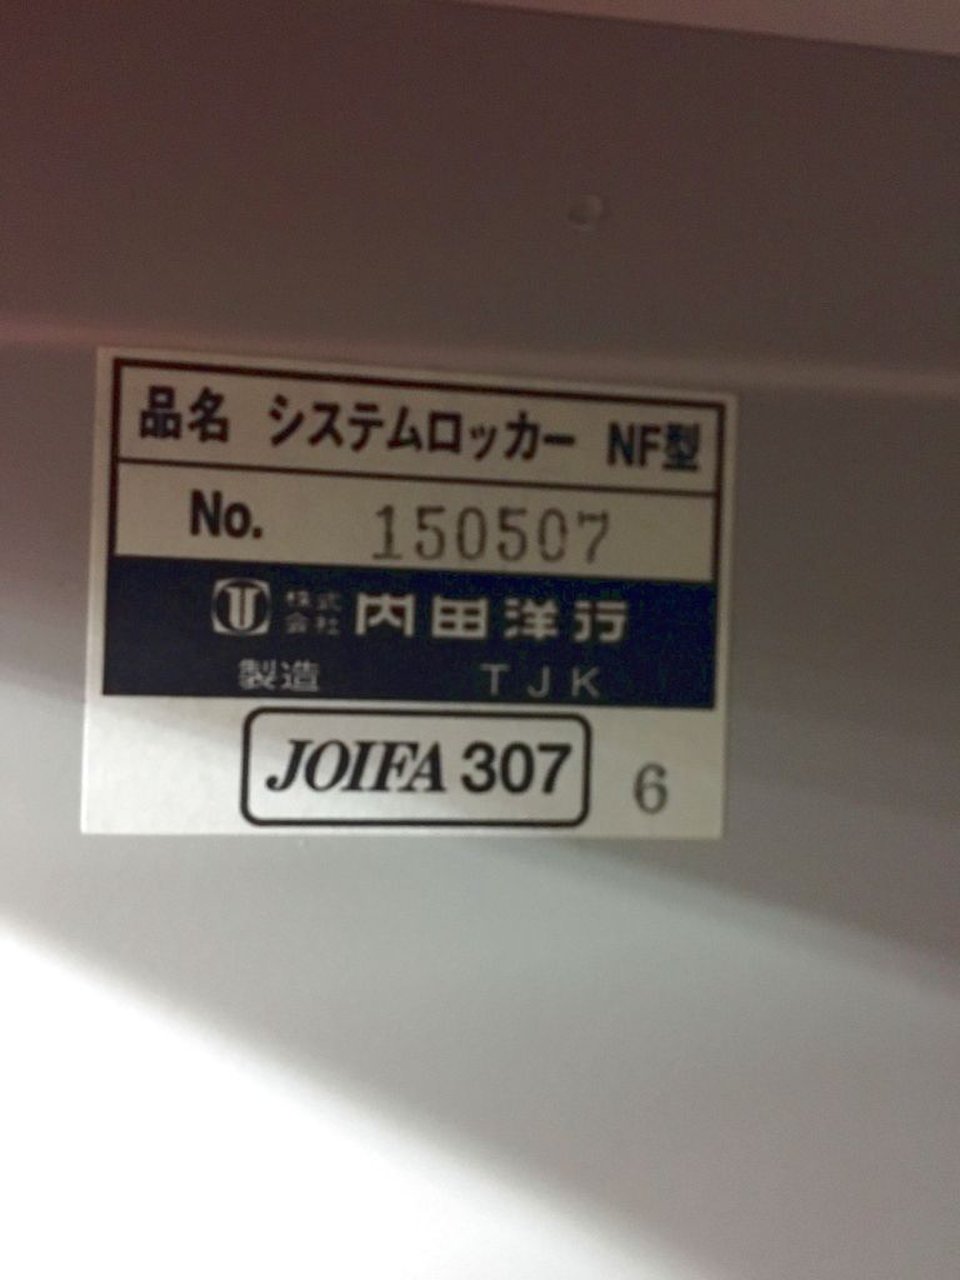 品名 システムロッカー NF型
No. 150507
株式会社 内田洋行
製造 TJK
JOIFA 307 6